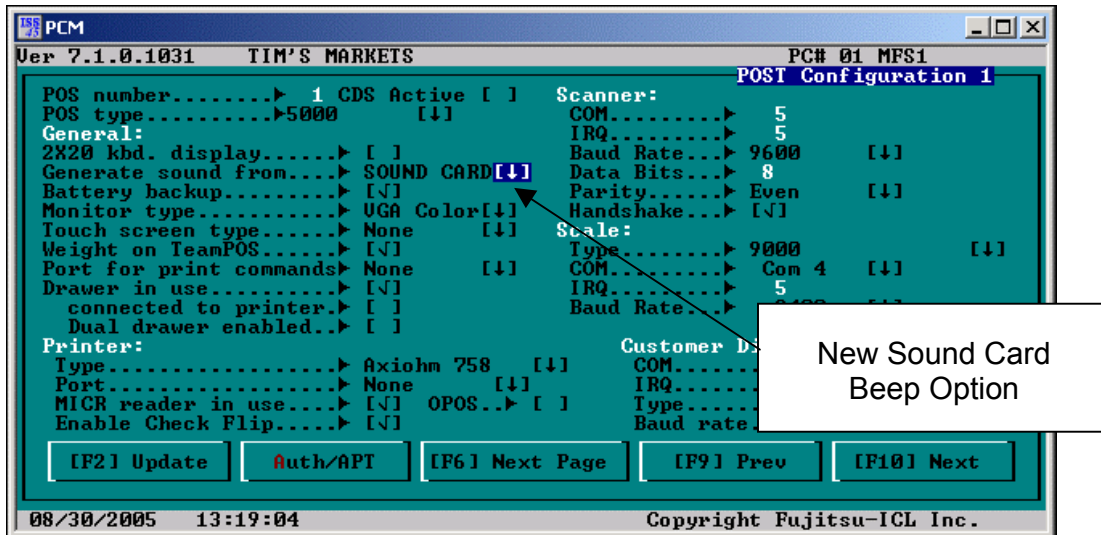 ISS 45 PCM
Ver 7.1.0.1031 TIM'S MARKETS PC# 01 MFS1
POST Configuration 1
POS number........► 1 CDS Active [ ] Scanner:
POS type..........►5000 [↓] COM.........► 5
General: IRQ.........► 5
2X20 kbd. display......► [ ] Baud Rate...► 9600 [↓]
Generate sound from....► SOUND CARD[↓] Data Bits...► 8
Battery backup.........► [√] Parity......► Even [↓]
Monitor type...........► VGA Color[↓] Handshake...► [√]
Touch screen type......► None [↓] Scale:
Weight on TeamPOS......► [√] Type........► 9000 [↓]
Port for print commands► None [↓] COM.........► Com 4 [↓]
Drawer in use..........► [√] IRQ.........► 5
connected to printer.► [ ] Baud Rate...►
Dual drawer enabled..► [ ]
Printer: Customer
Type...................► Axiohm 758 [↓] COM........
Port...................► None [↓] IRQ........
MICR reader in use.....► [√] OPOS..► [ ] Type.......
Enable Check Flip......► [√] Baud rate.
New Sound Card
Beep Option
[F2] Update Auth/APT [F6] Next Page [F9] Prev [F10] Next
08/30/2005 13:19:04 Copyright Fujitsu-ICL Inc.